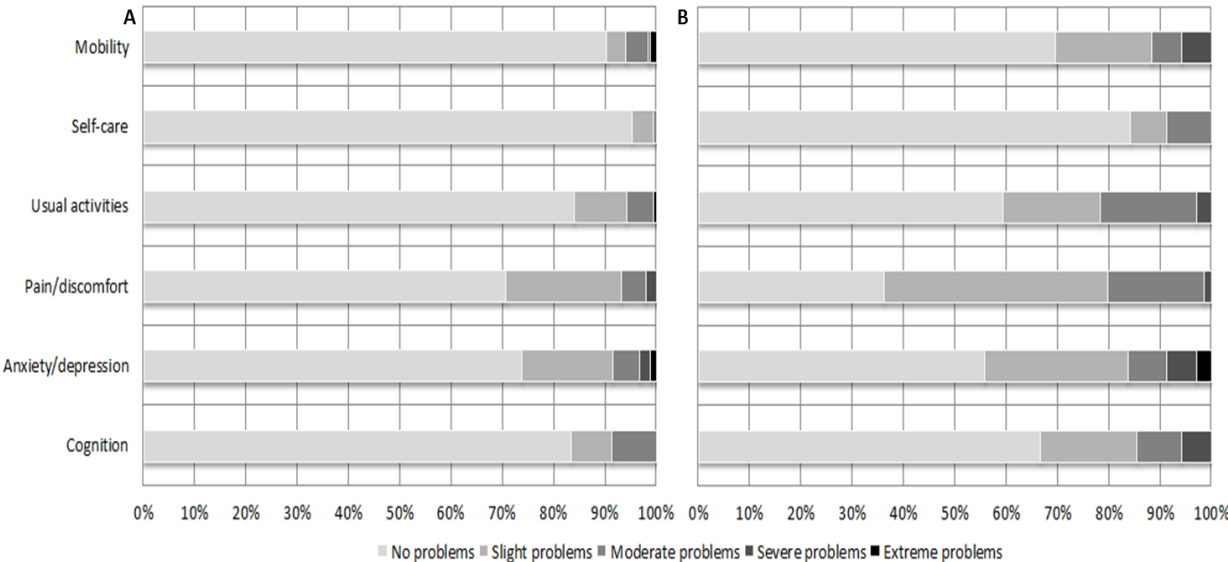 A
B
Mobility
Self-care
Usual activities
Pain/discomfort
Anxiety/depression
Cognition
0% 10% 20% 30% 40% 50% 60% 70% 80% 90% 100%
0% 10% 20% 30% 40% 50% 60% 70% 80% 90% 100%
No problems Slight problems Moderate problems Severe problems Extreme problems